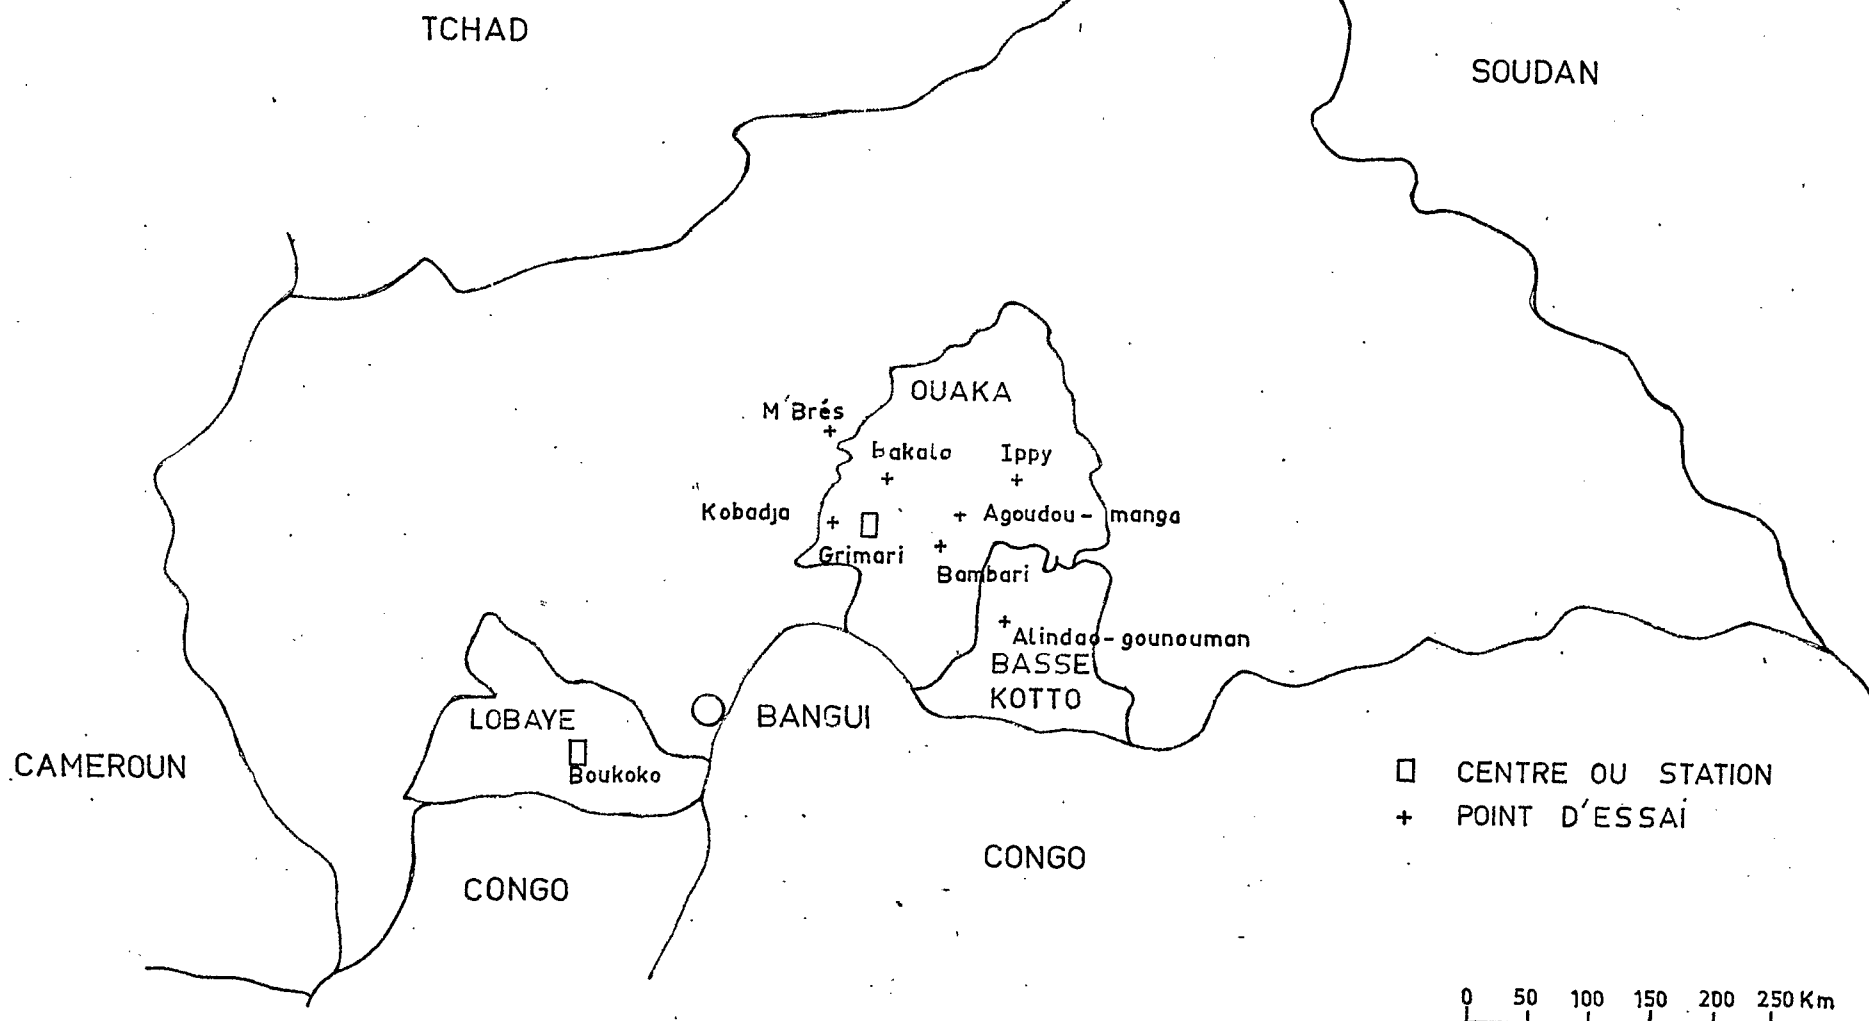 TCHAD
SOUDAN
OUAKA
M'Brés
bakala
Ippy
Kobadja
Agoudou-manga
Grimari
Bambari
Alindao-gounouman
BASSE
KOTTO
LOBAYE
BANGUI
Boukoko
CAMEROUN
CENTRE OU STATION
POINT D'ESSAI
CONGO
CONGO
0 50 100 150 200 250 Km